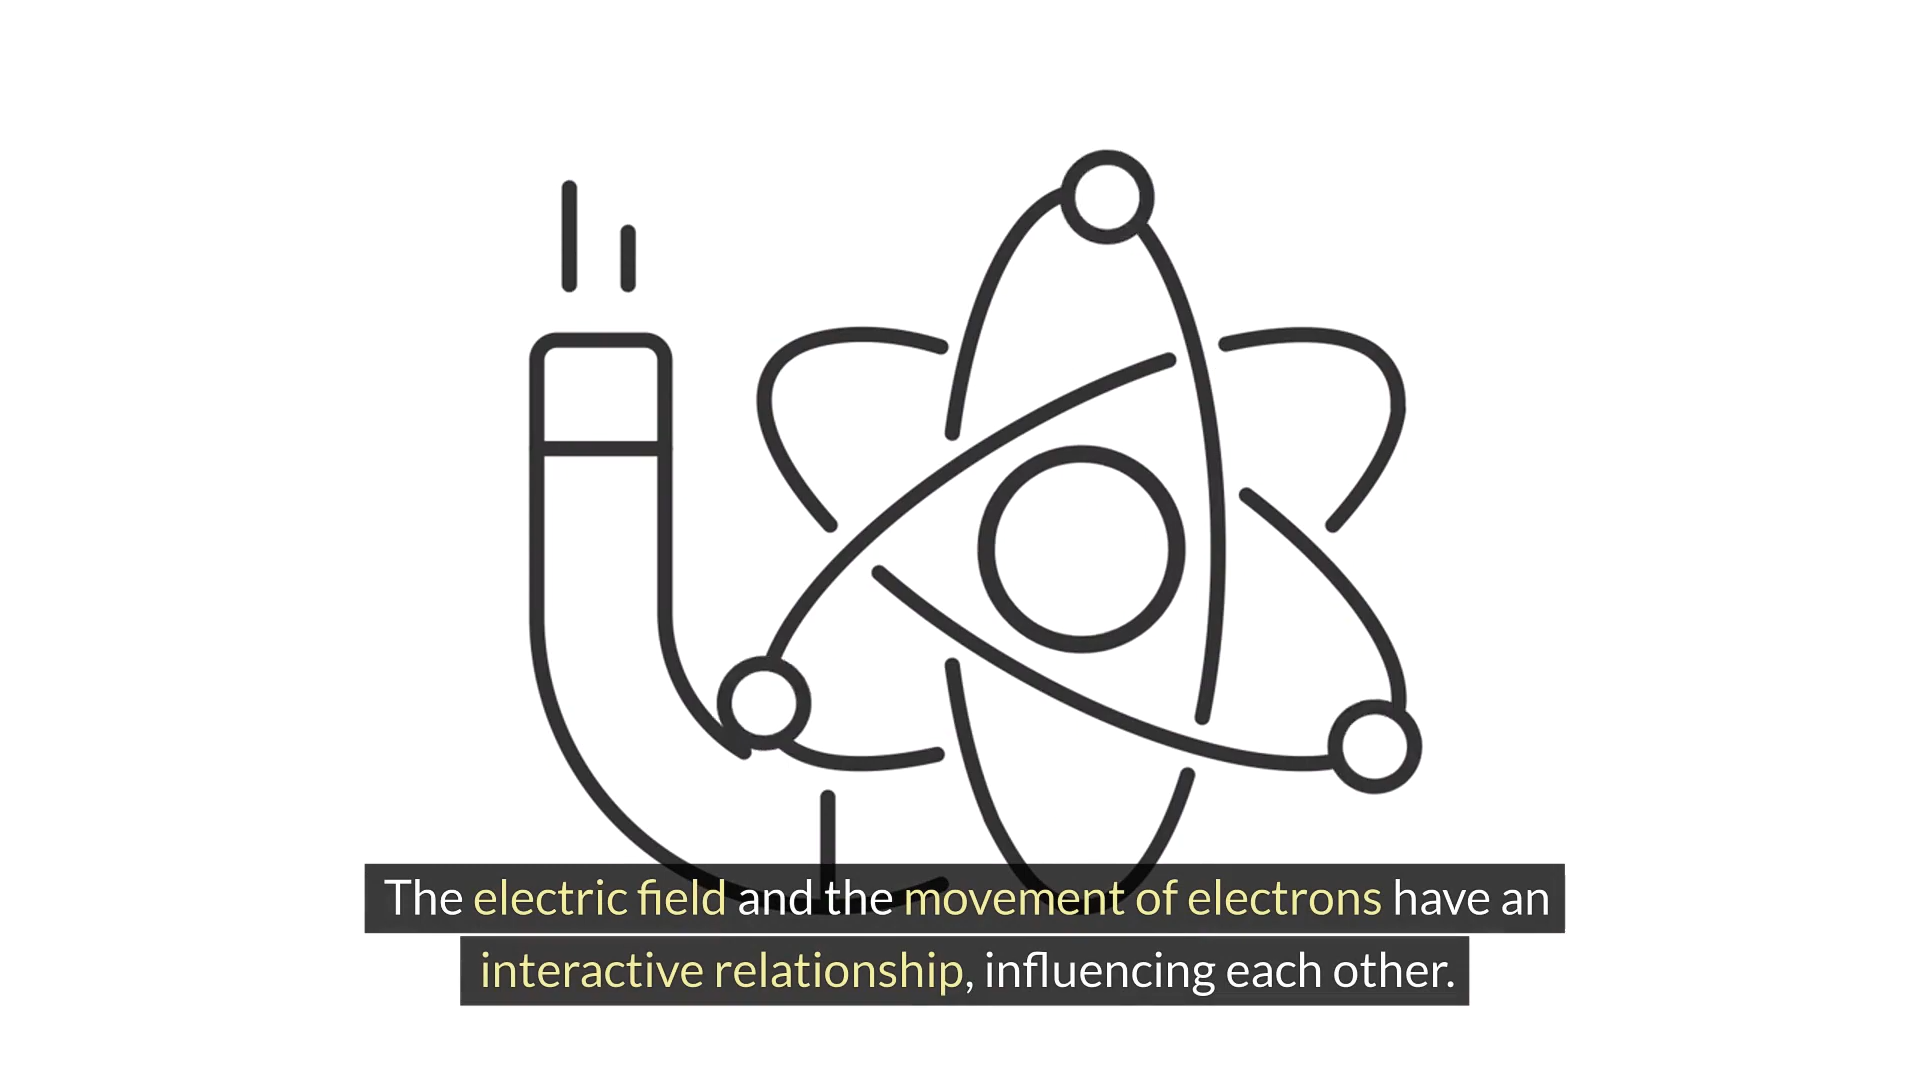 The electric field and the movement of electrons have an
interactive relationship, influencing each other.